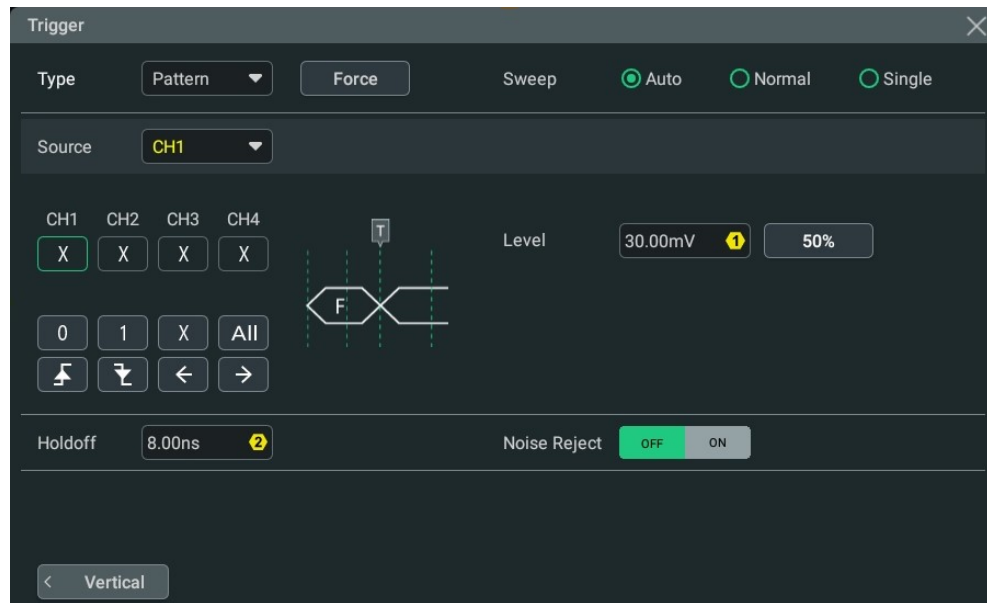 Trigger
Type Pattern Force Sweep Auto Normal Single
Source CH1
CH1 CH2 CH3 CH4
X X X X
T
F
Level 30.00mV 1 50%
0 1 X All
Holdoff 8.00ns 2 Noise Reject OFF ON
< Vertical